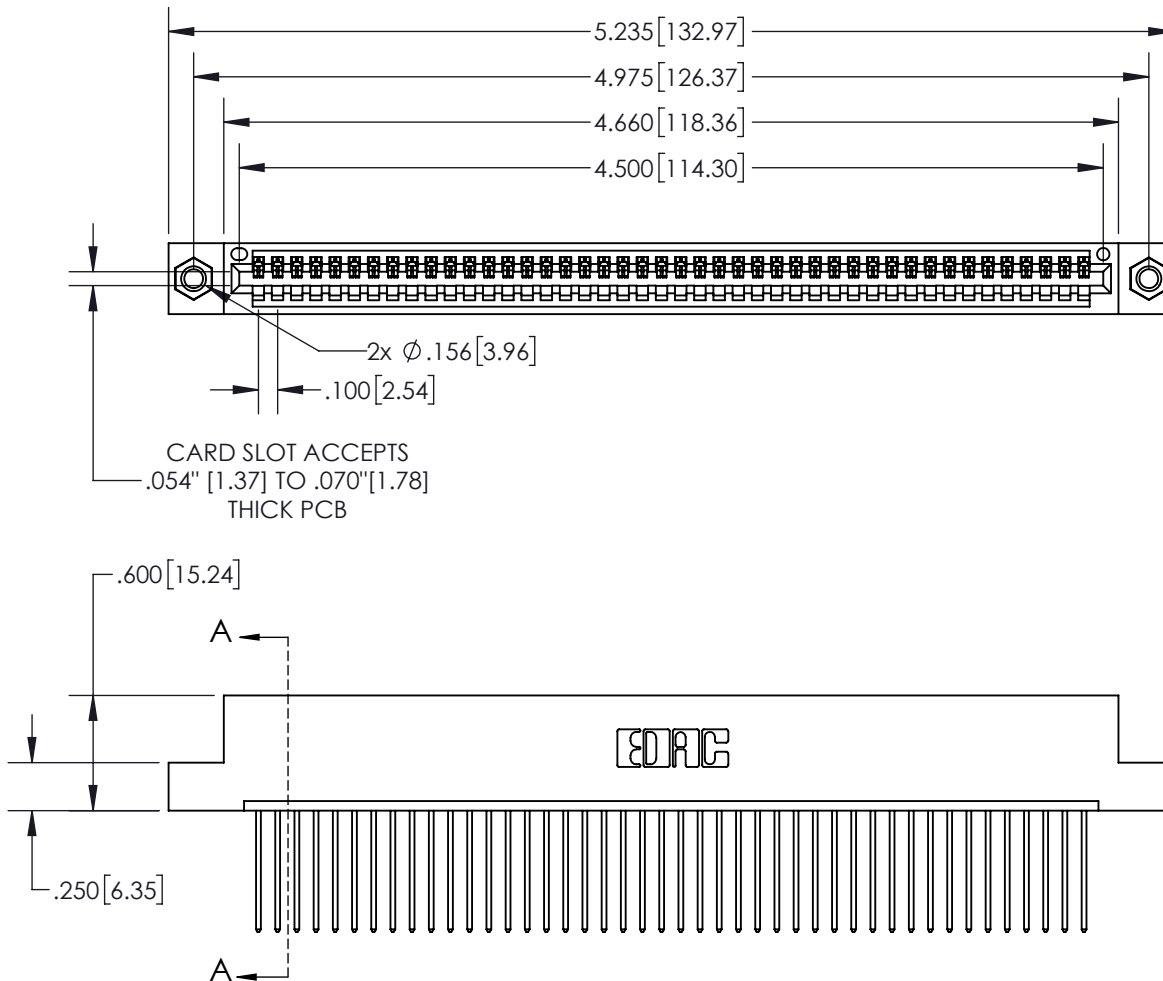 5.235[132.97]
4.975[126.37]
4.660[118.36]
4.500[114.30]
2x Ø.156[3.96]
.100[2.54]
CARD SLOT ACCEPTS
.054" [1.37] TO .070"[1.78]
THICK PCB
.600[15.24]
A
EDAC
.250[6.35]
A